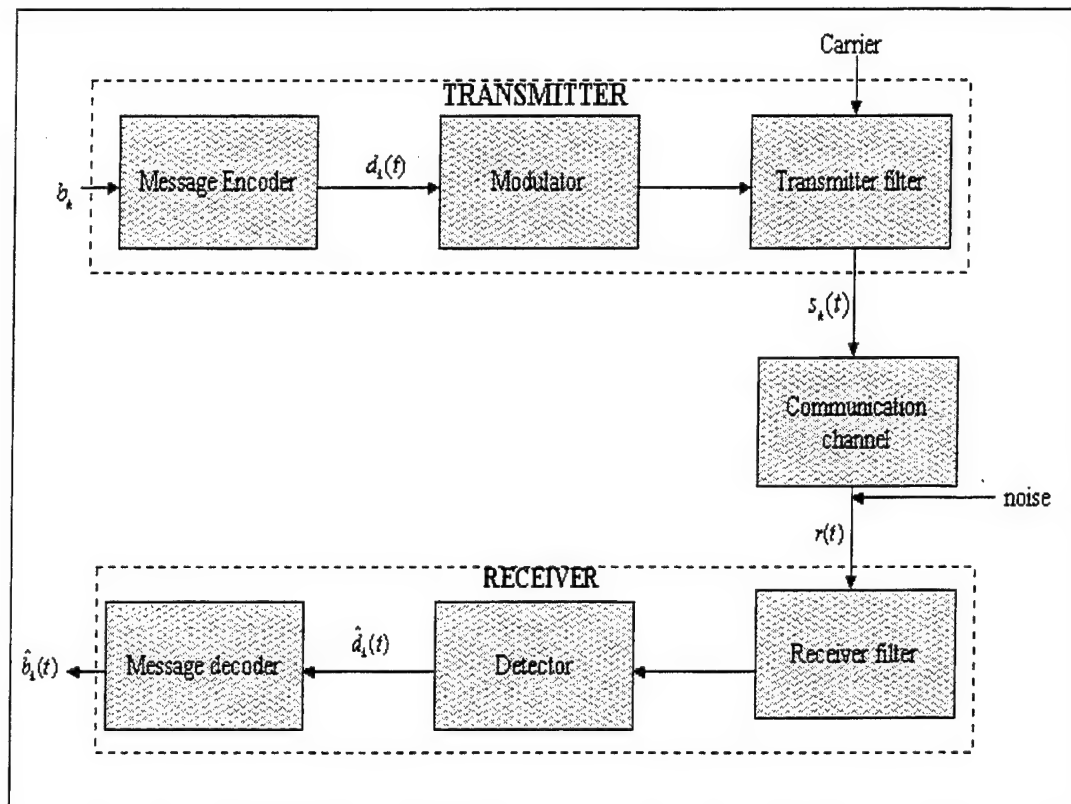 Carrier
TRANSMITTER
b_k
Message Encoder
d_k(t)
Modulator
Transmitter filter
s_k(t)
Communication
channel
noise
r(t)
RECEIVER
Receiver filter
Detector
d̂_k(t)
Message decoder
b̂_k(t)